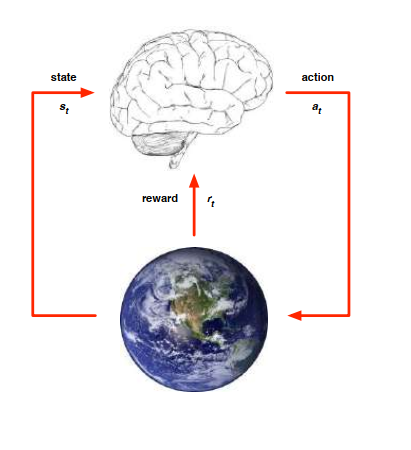 state
s_t
action
a_t
reward
r_t